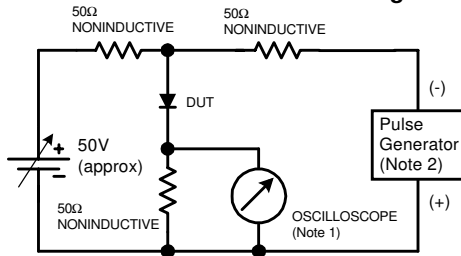 50Ω
NONINDUCTIVE
50Ω
NONINDUCTIVE
(-)
DUT
Pulse
Generator
(Note 2)
+
50V
(approx)
−
(+)
50Ω
NONINDUCTIVE
OSCILLOSCOPE
(Note 1)